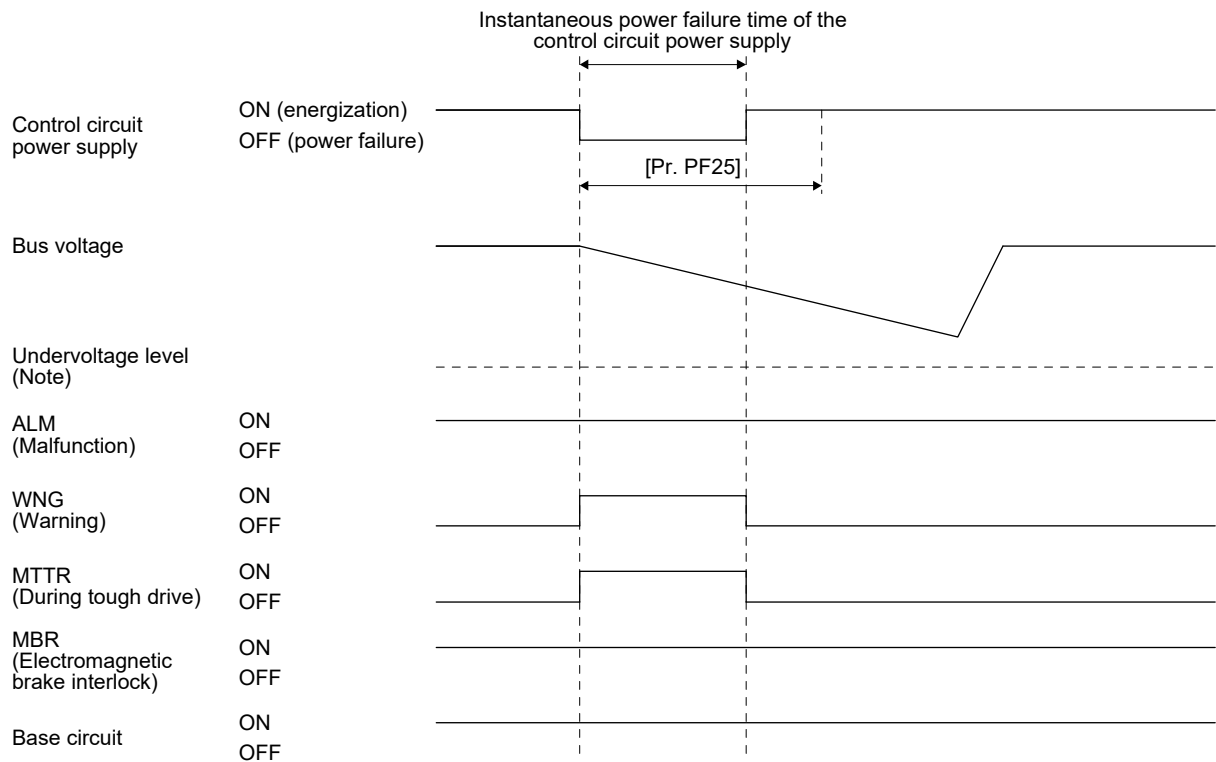 Instantaneous power failure time of the
control circuit power supply
Control circuit
power supply
ON (energization)
OFF (power failure)
[Pr. PF25]
Bus voltage
Undervoltage level
(Note)
ALM
(Malfunction)
ON
OFF
WNG
(Warning)
ON
OFF
MTTR
(During tough drive)
ON
OFF
MBR
(Electromagnetic
brake interlock)
ON
OFF
Base circuit
ON
OFF